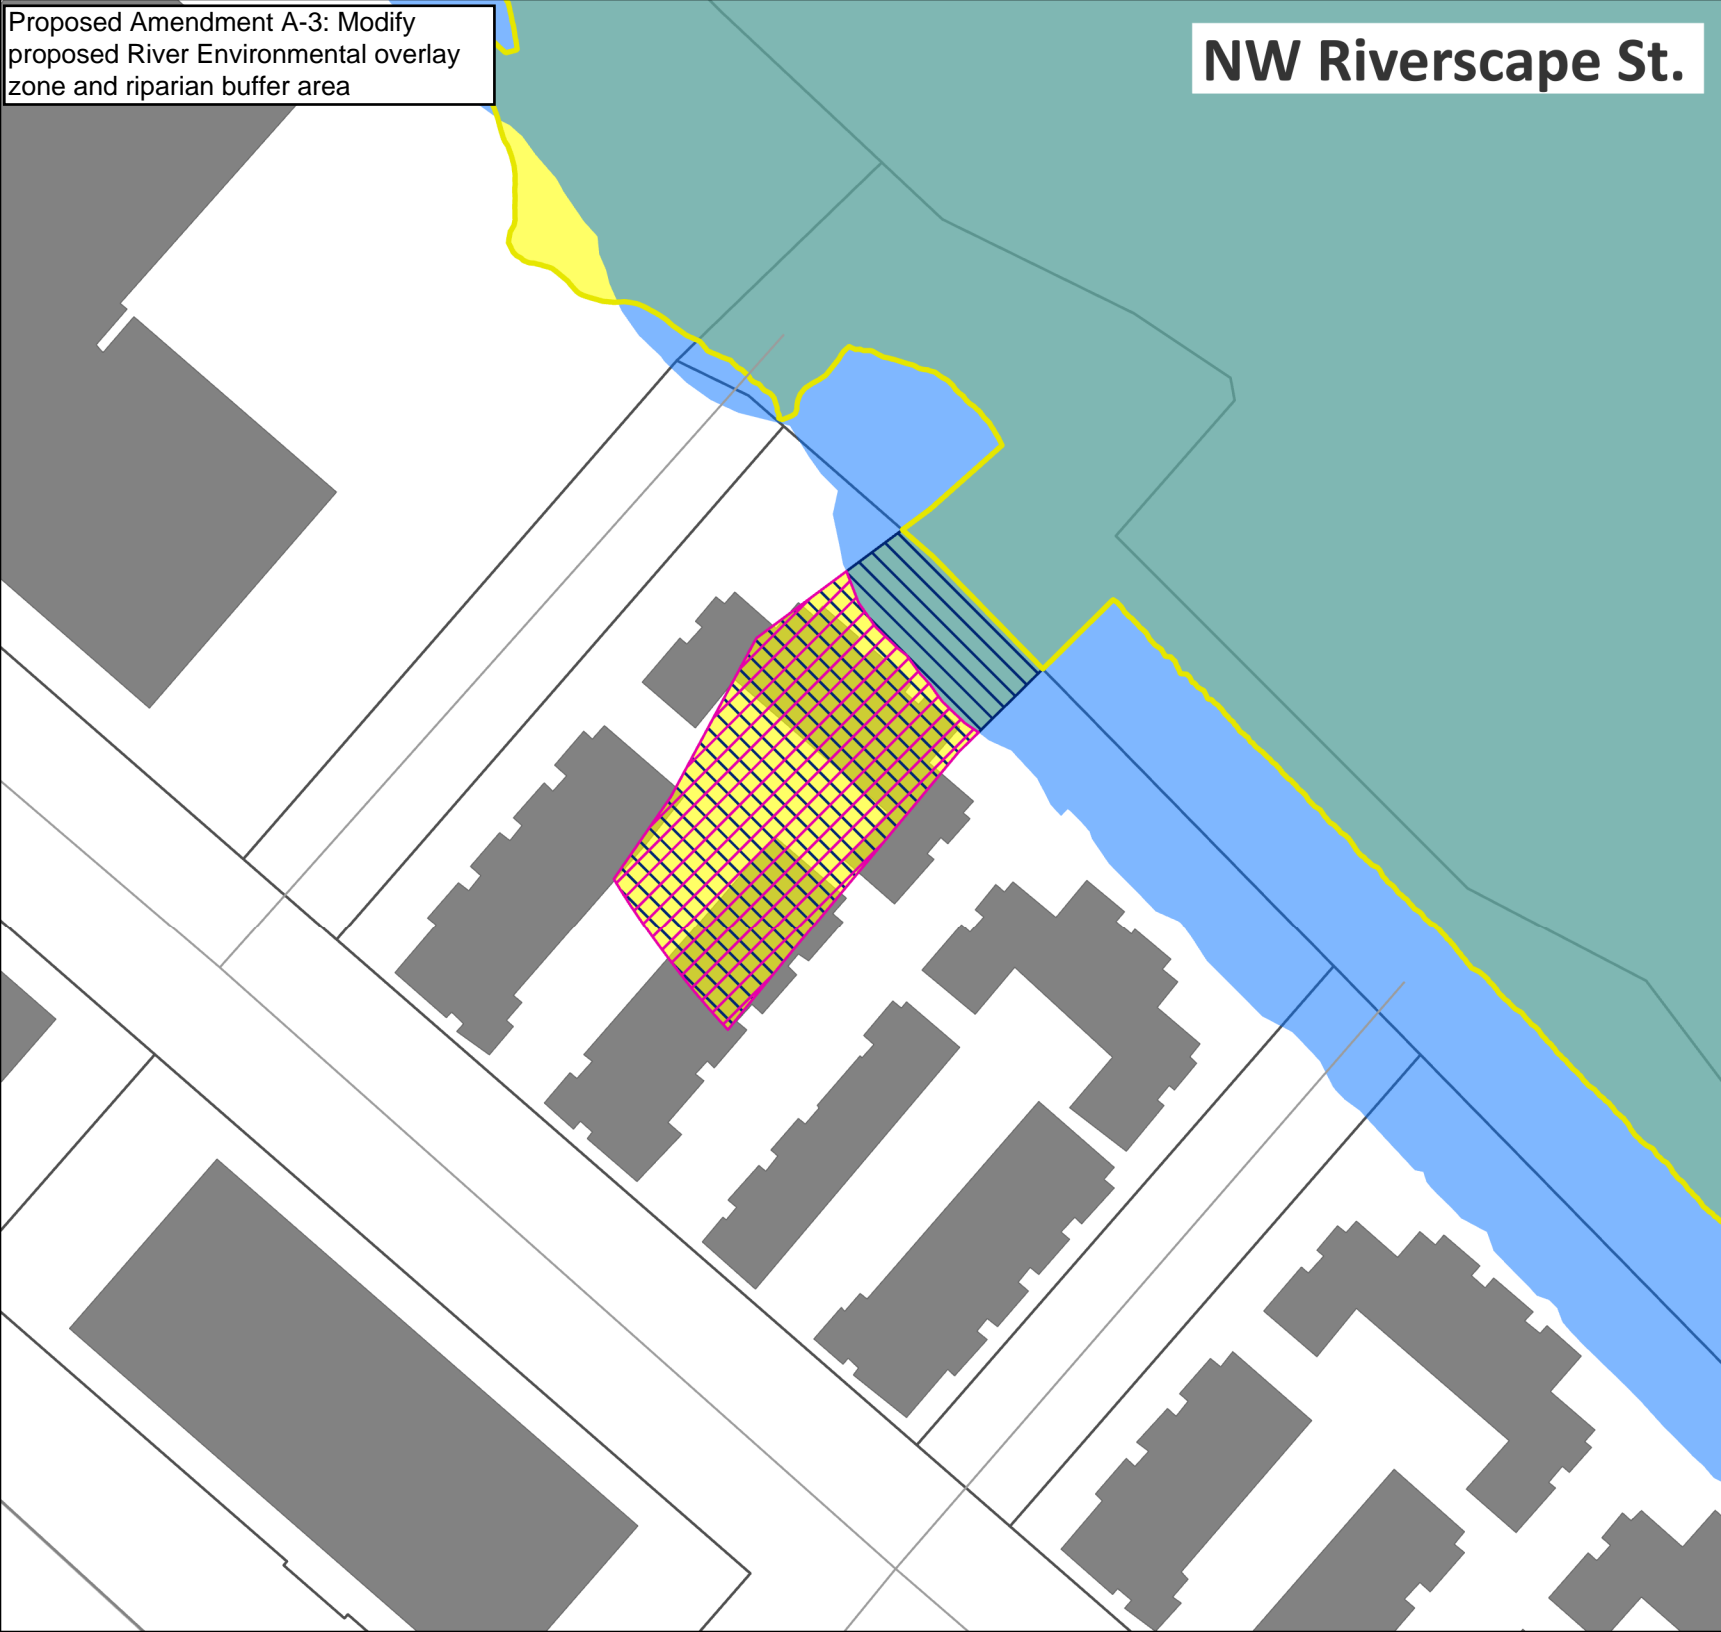 Proposed Amendment A-3: Modify
proposed River Environmental overlay
zone and riparian buffer area
NW Riverscape St.